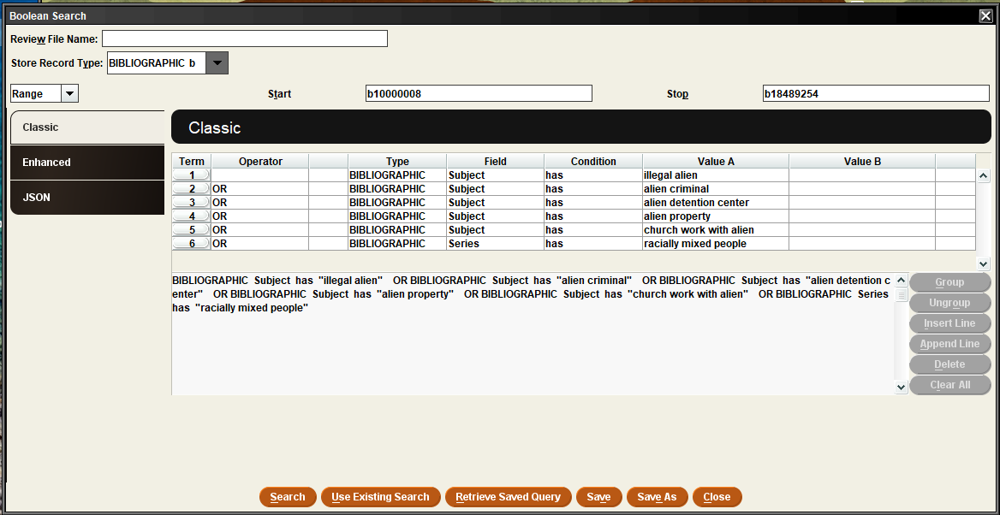 Boolean Search
Review File Name:
Store Record Type: BIBLIOGRAPHIC b
Range Start b10000008 Stop b18489254
Classic
Enhanced
JSON
Classic
Term Operator Type Field Condition Value A Value B
1 BIBLIOGRAPHIC Subject has illegal alien
2 OR BIBLIOGRAPHIC Subject has alien criminal
3 OR BIBLIOGRAPHIC Subject has alien detention center
4 OR BIBLIOGRAPHIC Subject has alien property
5 OR BIBLIOGRAPHIC Subject has church work with alien
6 OR BIBLIOGRAPHIC Series has racially mixed people
BIBLIOGRAPHIC Subject has "illegal alien" OR BIBLIOGRAPHIC Subject has "alien criminal" OR BIBLIOGRAPHIC Subject has "alien detention c
enter" OR BIBLIOGRAPHIC Subject has "alien property" OR BIBLIOGRAPHIC Subject has "church work with alien" OR BIBLIOGRAPHIC Series
has "racially mixed people"
Group
Ungroup
Insert Line
Append Line
Delete
Clear All
Search Use Existing Search Retrieve Saved Query Save Save As Close